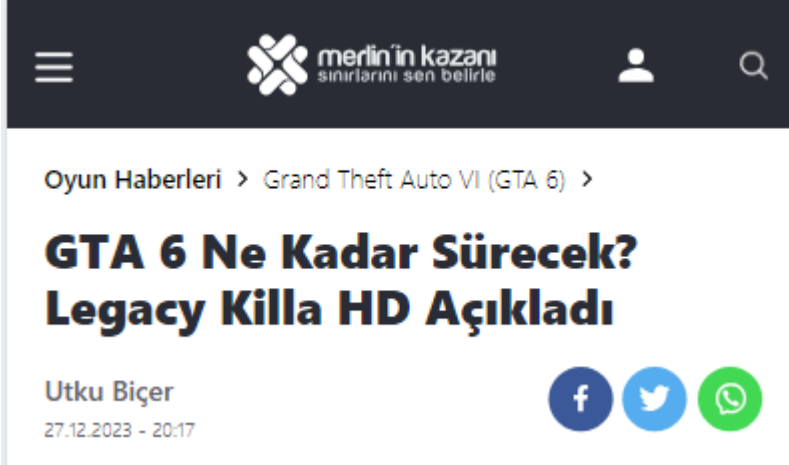 merlin'in kazanı
sınırlarını sen belirle
Oyun Haberleri > Grand Theft Auto VI (GTA 6) >
GTA 6 Ne Kadar Sürecek?
Legacy Killa HD Açıkladı
Utku Biçer
27.12.2023 - 20:17